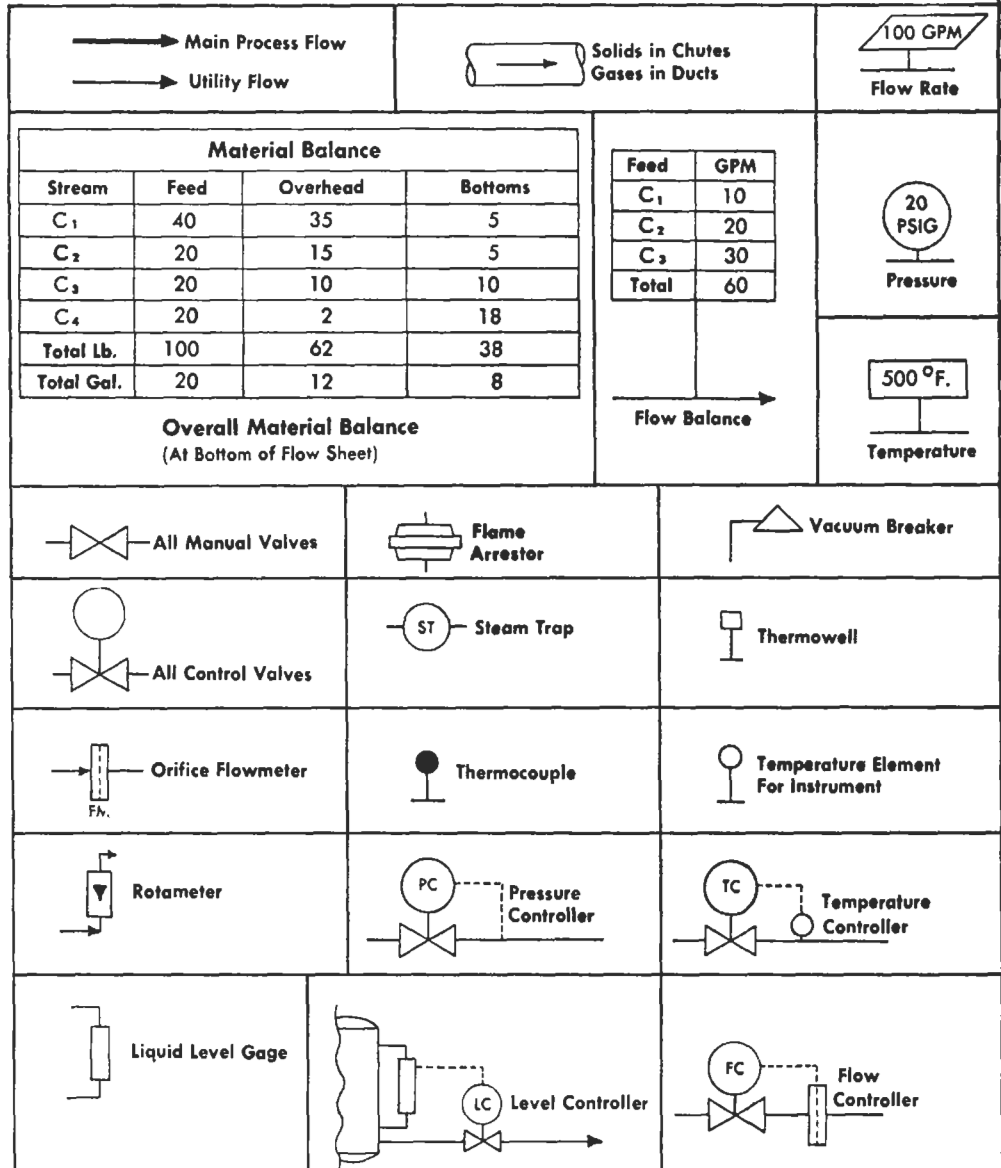 Main Process Flow
Utility Flow
Solids in Chutes
Gases in Ducts
100 GPM
Flow Rate
Material Balance
Stream Feed Overhead Bottoms
C₁ 40 35 5
C₂ 20 15 5
C₃ 20 10 10
C₄ 20 2 18
Total Lb. 100 62 38
Total Gal. 20 12 8
Overall Material Balance
(At Bottom of Flow Sheet)
Feed GPM
C₁ 10
C₂ 20
C₃ 30
Total 60
Flow Balance
20
PSIG
Pressure
500 °F.
Temperature
All Manual Valves
Flame
Arrestor
Vacuum Breaker
All Control Valves
ST
Steam Trap
Thermowell
Orifice Flowmeter
FM.
Thermocouple
Temperature Element
For Instrument
Rotameter
PC
Pressure
Controller
TC
Temperature
Controller
Liquid Level Gage
LC
Level Controller
FC
Flow
Controller